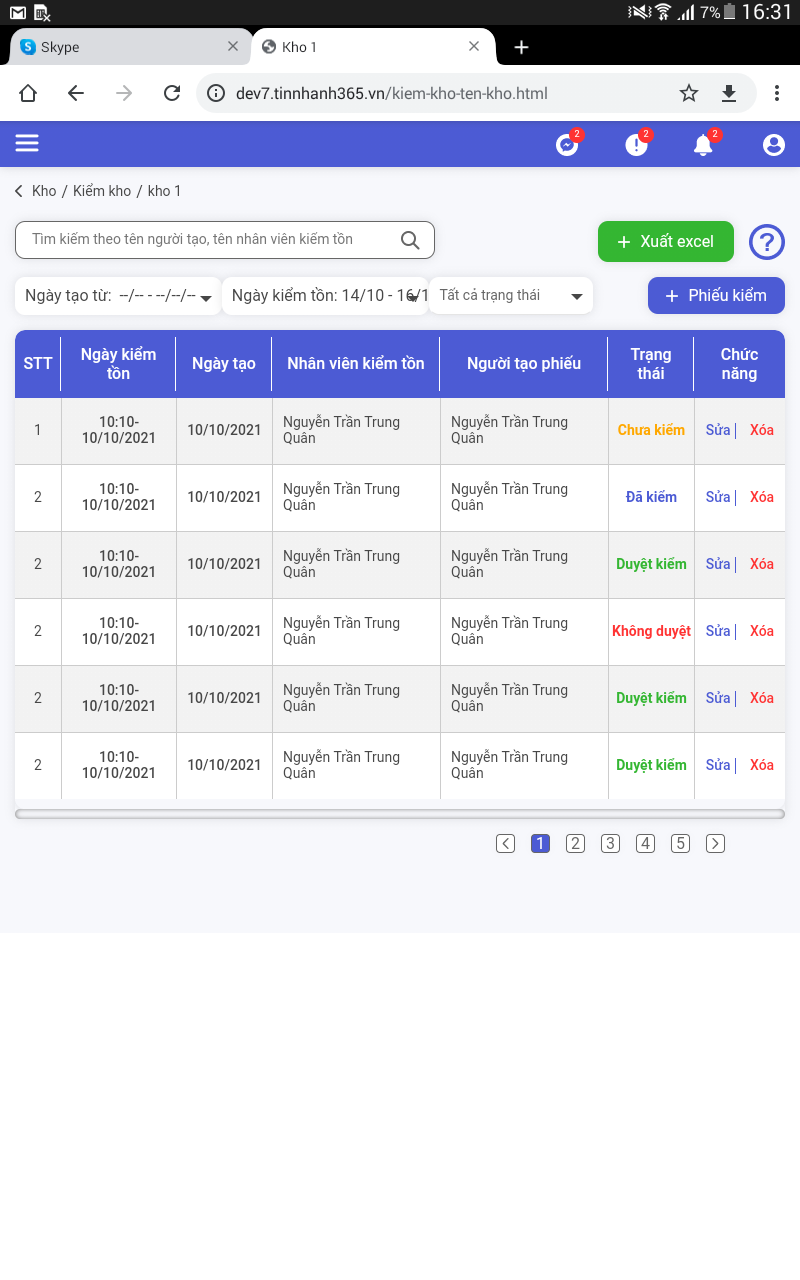 7% 16:31
Skype
Kho 1
dev7.tinnhanh365.vn/kiem-kho-ten-kho.html
2 2 2
Kho / Kiểm kho / kho 1
Tìm kiếm theo tên người tạo, tên nhân viên kiểm tồn
+ Xuất excel ?
Ngày tạo từ: --/-- - --/--/--
Ngày kiểm tồn: 14/10 - 16/1
Tất cả trạng thái
+ Phiếu kiểm
STT Ngày kiểm tồn Ngày tạo Nhân viên kiểm tồn Người tạo phiếu Trạng thái Chức năng
1 10:10-10/10/2021 10/10/2021 Nguyễn Trần Trung Quân Nguyễn Trần Trung Quân Chưa kiểm Sửa | Xóa
2 10:10-10/10/2021 10/10/2021 Nguyễn Trần Trung Quân Nguyễn Trần Trung Quân Đã kiểm Sửa | Xóa
2 10:10-10/10/2021 10/10/2021 Nguyễn Trần Trung Quân Nguyễn Trần Trung Quân Duyệt kiểm Sửa | Xóa
2 10:10-10/10/2021 10/10/2021 Nguyễn Trần Trung Quân Nguyễn Trần Trung Quân Không duyệt Sửa | Xóa
2 10:10-10/10/2021 10/10/2021 Nguyễn Trần Trung Quân Nguyễn Trần Trung Quân Duyệt kiểm Sửa | Xóa
2 10:10-10/10/2021 10/10/2021 Nguyễn Trần Trung Quân Nguyễn Trần Trung Quân Duyệt kiểm Sửa | Xóa
1 2 3 4 5